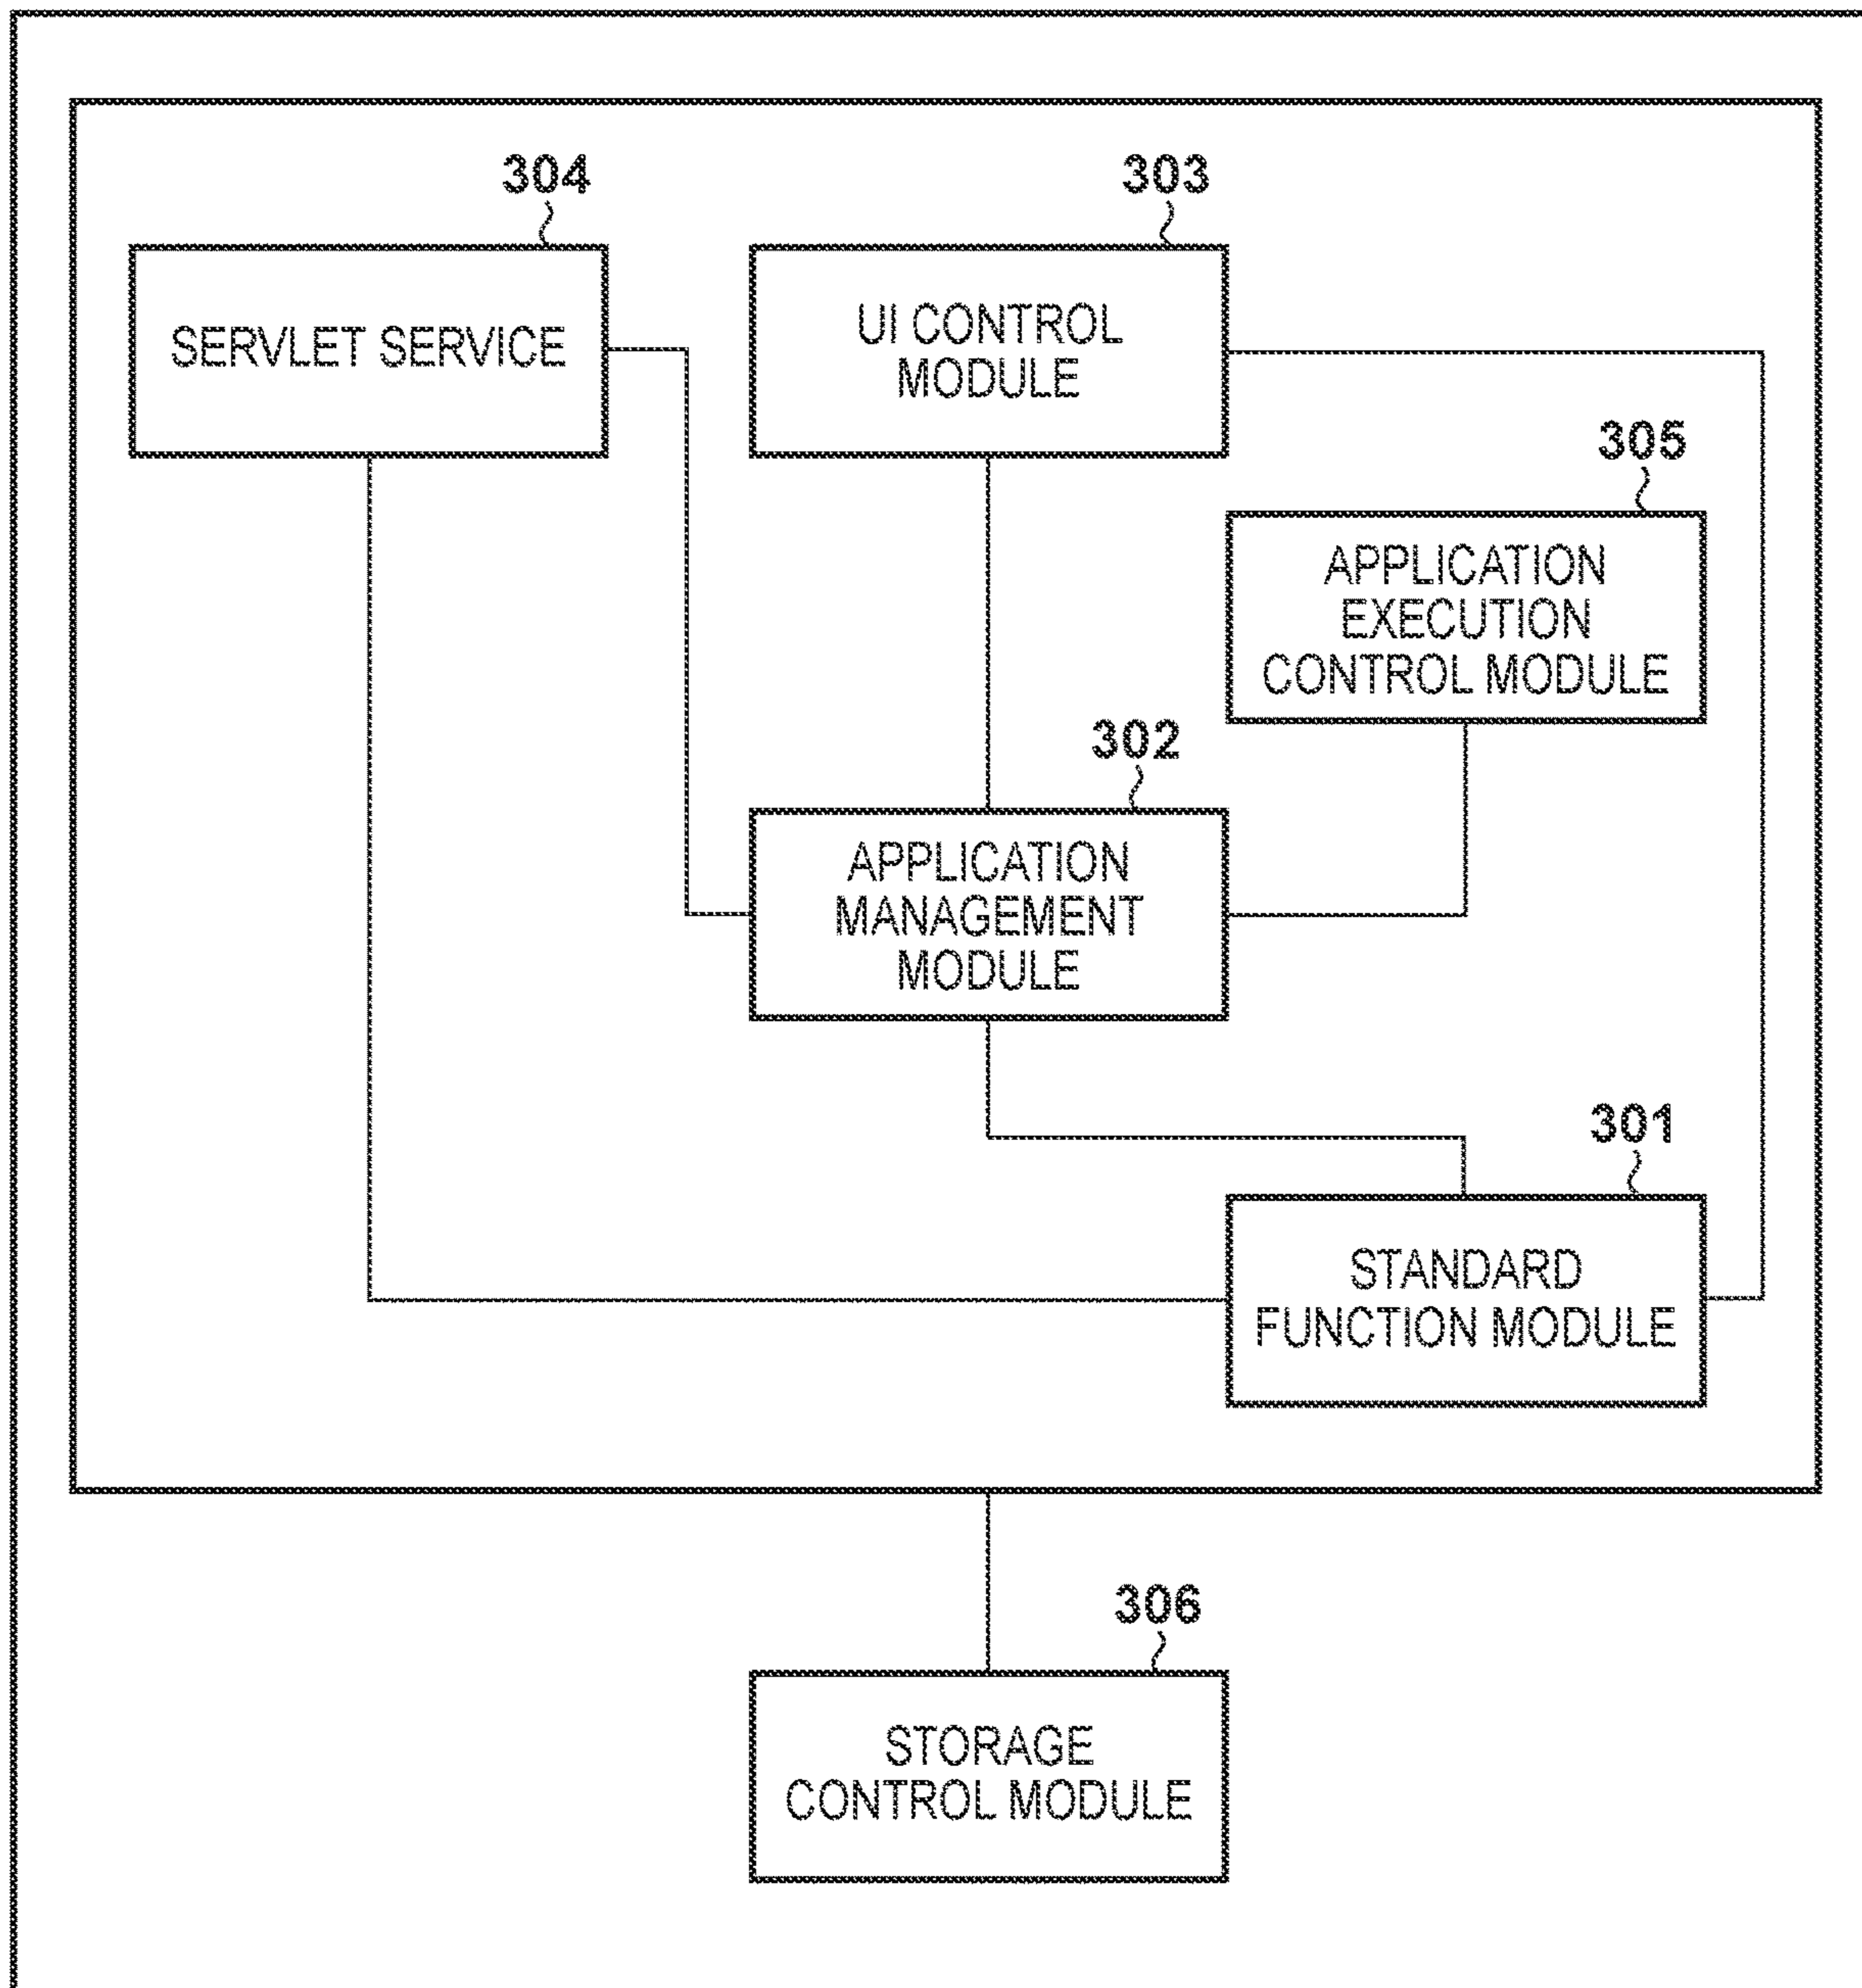 304
SERVLET SERVICE
303
UI CONTROL
MODULE
305
APPLICATION
EXECUTION
CONTROL MODULE
302
APPLICATION
MANAGEMENT
MODULE
301
STANDARD
FUNCTION MODULE
306
STORAGE
CONTROL MODULE